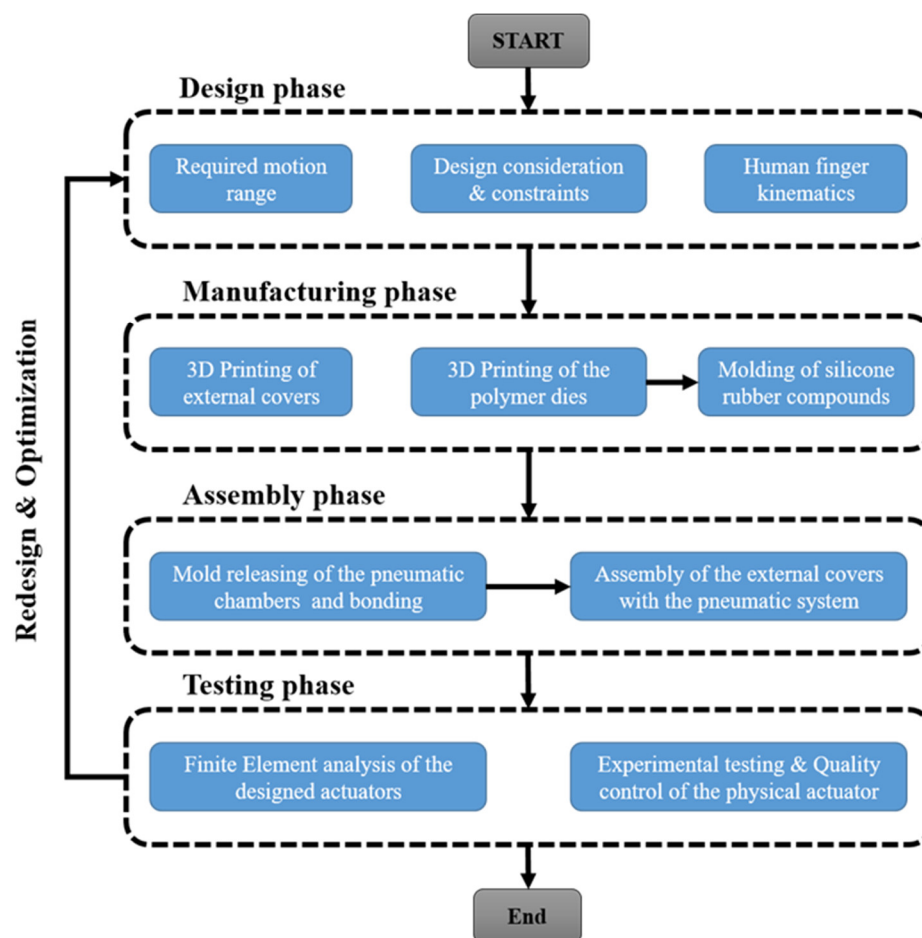 START
Design phase
Required motion
range
Design consideration
& constraints
Human finger
kinematics
Manufacturing phase
3D Printing of
external covers
3D Printing of the
polymer dies
Molding of silicone
rubber compounds
Assembly phase
Mold releasing of the pneumatic
chambers and bonding
Assembly of the external covers
with the pneumatic system
Testing phase
Finite Element analysis of the
designed actuators
Experimental testing & Quality
control of the physical actuator
Redesign & Optimization
End